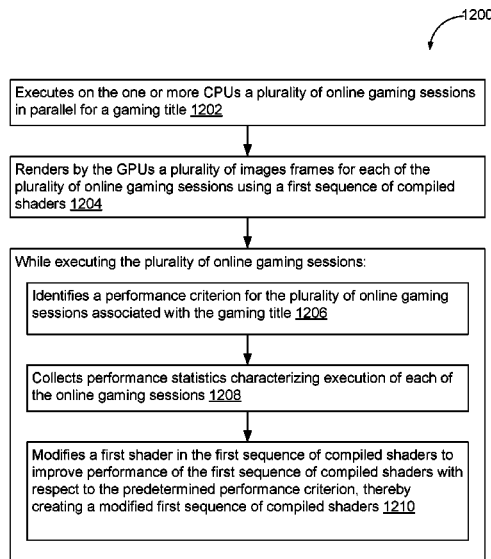 1200
Executes on the one or more CPUs a plurality of online gaming sessions
in parallel for a gaming title 1202
Renders by the GPUs a plurality of images frames for each of the
plurality of online gaming sessions using a first sequence of compiled
shaders 1204
While executing the plurality of online gaming sessions:
Identifies a performance criterion for the plurality of online gaming
sessions associated with the gaming title 1206
Collects performance statistics characterizing execution of each of
the online gaming sessions 1208
Modifies a first shader in the first sequence of compiled shaders to
improve performance of the first sequence of compiled shaders with
respect to the predetermined performance criterion, thereby
creating a modified first sequence of compiled shaders 1210